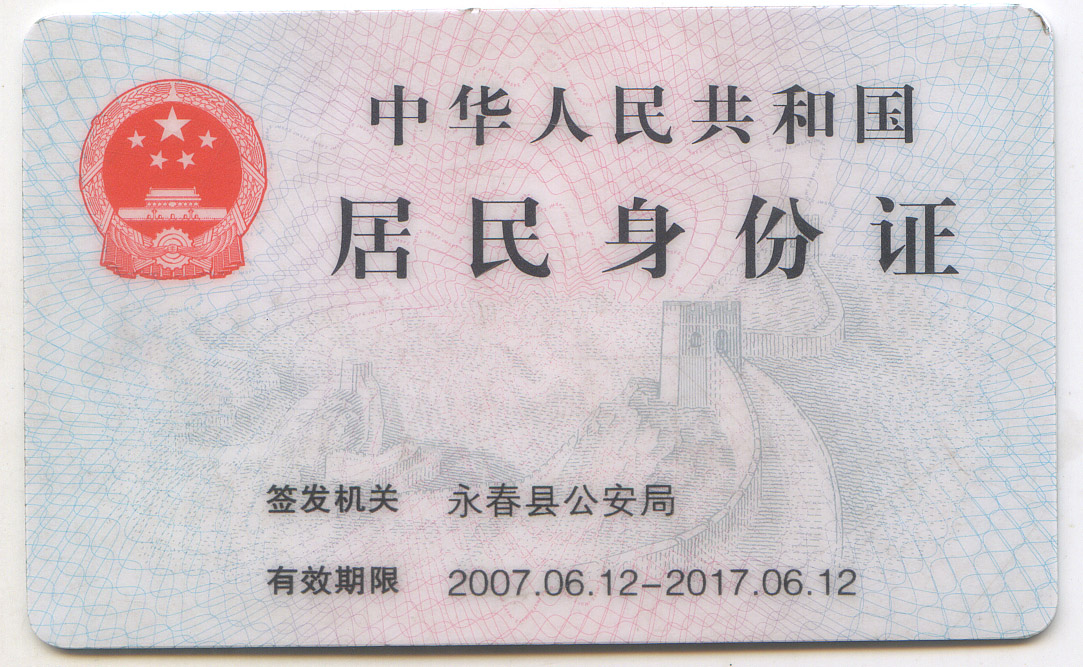 中华人民共和国
居民身份证
签发机关 永春县公安局
有效期限 2007.06.12-2017.06.12